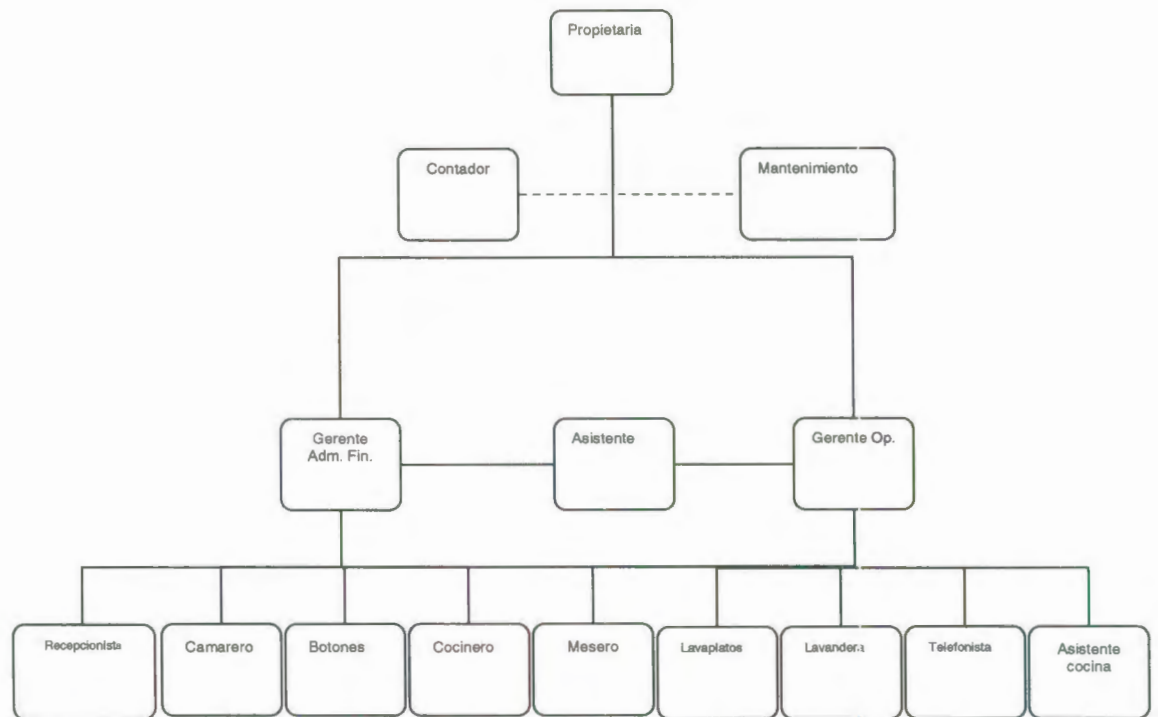 Propietaria
Contador
Mantenimiento
Gerente
Adm. Fin.
Asistente
Gerente Op.
Recepcionista
Camarero
Botones
Cocinero
Mesero
Lavaplatos
Lavandera
Telefonista
Asistente
cocina